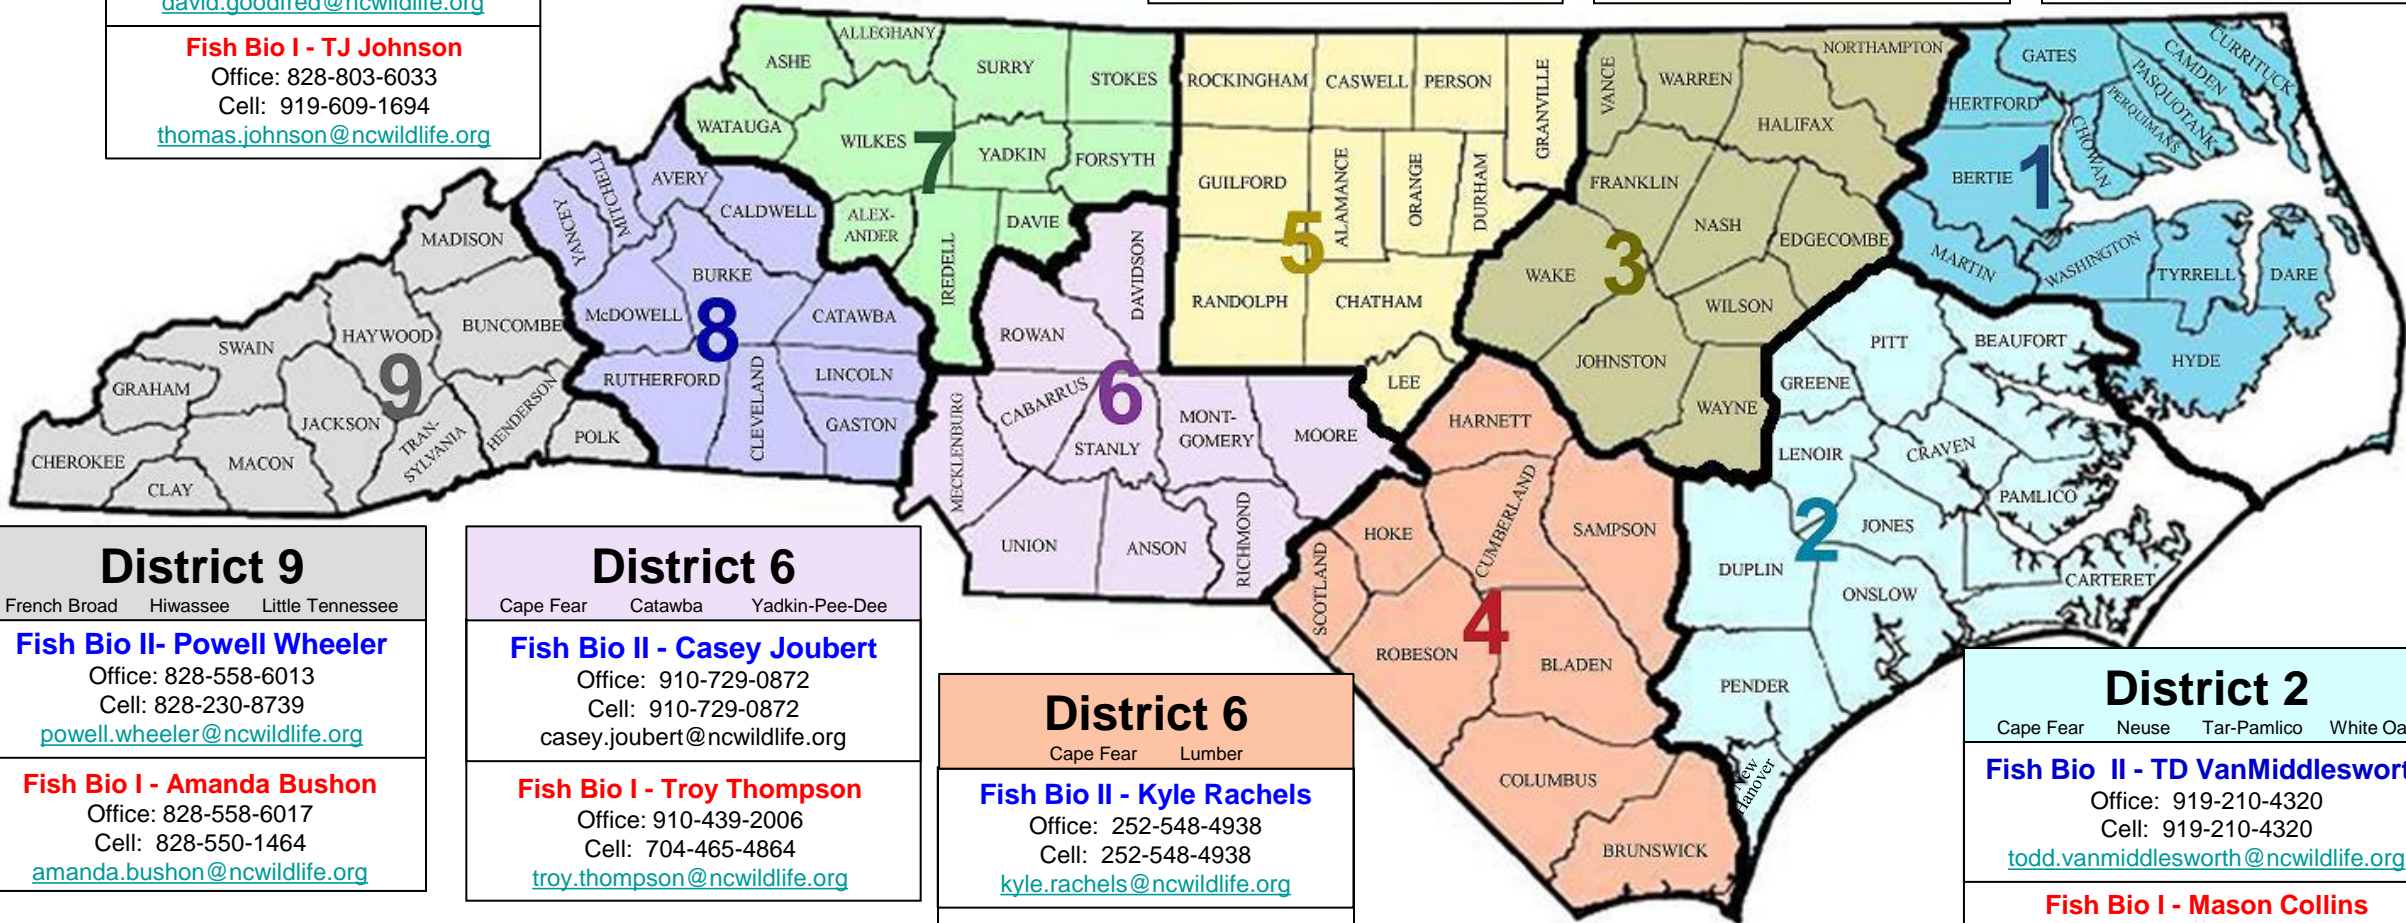 david.goodfred@ncwildlife.org
Fish Bio I - TJ Johnson
Office: 828-803-6033
Cell: 919-609-1694
thomas.johnson@ncwildlife.org
ASHE
ALLEGHANY
SURRY
STOKES
WATAUGA
WILKES
7
YADKIN
FORSYTH
ALEX-
ANDER
IREDELL
DAVIE
ROCKINGHAM
CASWELL
PERSON
GRANVILLE
GUILFORD
ALAMANCE
ORANGE
DURHAM
5
RANDOLPH
CHATHAM
LEE
VANCE
WARREN
NORTHAMPTON
HALIFAX
FRANKLIN
NASH
EDGECOMBE
WAKE
3
WILSON
JOHNSTON
WAYNE
GATES
CAMDEN
CURRITUCK
PASQUOTANK
PERQUIMANS
HERTFORD
CHOWAN
BERTIE
1
MARTIN
WASHINGTON
TYRRELL
DARE
HYDE
MADISON
HAYWOOD
BUNCOMBE
SWAIN
GRAHAM
9
JACKSON
TRAN-
SYLVANIA
HENDERSON
POLK
CHEROKEE
CLAY
MACON
YANCEY
MITCHELL
AVERY
CALDWELL
BURKE
McDOWELL
8
CATAWBA
RUTHERFORD
CLEVELAND
LINCOLN
GASTON
DAVIDSON
ROWAN
CABARRUS
6
MECKLENBURG
STANLY
MONT-
GOMERY
MOORE
UNION
ANSON
RICHMOND
HARNETT
HOKE
CUMBERLAND
SAMPSON
SCOTLAND
4
ROBESON
BLADEN
COLUMBUS
BRUNSWICK
PITT
BEAUFORT
GREENE
LENOIR
CRAVEN
PAMLICO
2
JONES
DUPLIN
ONSLOW
CARTERET
PENDER
New
Hanover
District 9
French Broad Hiwassee Little Tennessee
Fish Bio II- Powell Wheeler
Office: 828-558-6013
Cell: 828-230-8739
powell.wheeler@ncwildlife.org
Fish Bio I - Amanda Bushon
Office: 828-558-6017
Cell: 828-550-1464
amanda.bushon@ncwildlife.org
District 6
Cape Fear Catawba Yadkin-Pee-Dee
Fish Bio II - Casey Joubert
Office: 910-729-0872
Cell: 910-729-0872
casey.joubert@ncwildlife.org
Fish Bio I - Troy Thompson
Office: 910-439-2006
Cell: 704-465-4864
troy.thompson@ncwildlife.org
District 6
Cape Fear Lumber
Fish Bio II - Kyle Rachels
Office: 252-548-4938
Cell: 252-548-4938
kyle.rachels@ncwildlife.org
District 2
Cape Fear Neuse Tar-Pamlico White Oa
Fish Bio II - TD VanMiddleswort
Office: 919-210-4320
Cell: 919-210-4320
todd.vanmiddlesworth@ncwildlife.org
Fish Bio I - Mason Collins